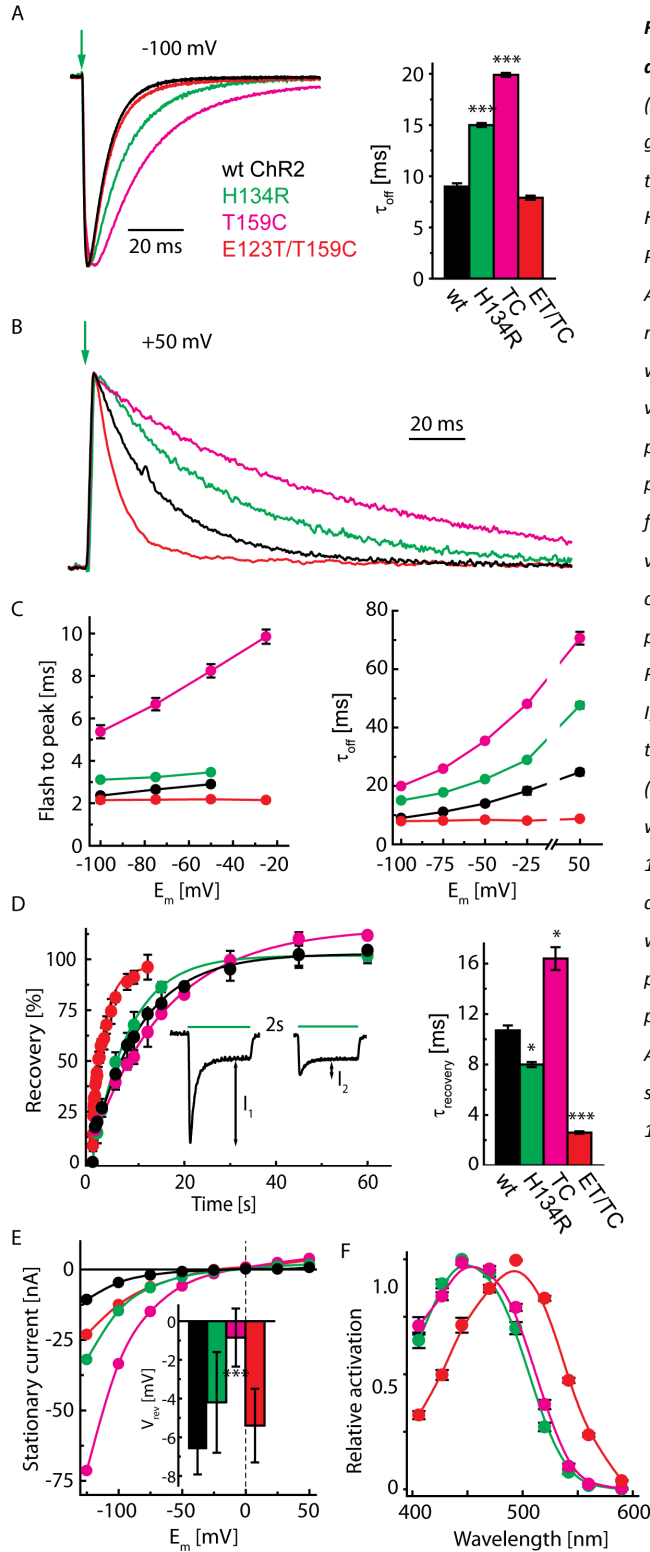 A
-100 mV
wt ChR2
H134R
T159C
E123T/T159C
20 ms
τoff [ms]
20
15
10
5
0
***
***
wt
H134R
TC
ET/TC
B
+50 mV
20 ms
C
Flash to peak [ms]
10
8
6
4
2
0
-100
-80
-60
-40
-20
Em [mV]
τoff [ms]
80
60
40
20
0
-100
-75
-50
-25
50
Em [mV]
D
Recovery [%]
100
75
50
25
0
0
20
40
60
Time [s]
2s
I1
I2
τrecovery [ms]
16
12
8
4
0
*
*
***
wt
H134R
TC
ET/TC
E
Stationary current [nA]
0
-25
-50
-75
-100
-50
0
50
Em [mV]
Vrev [mV]
0
-2
-4
-6
-8
***
F
Relative activation
1.0
0.5
0
400
500
600
Wavelength [nm]